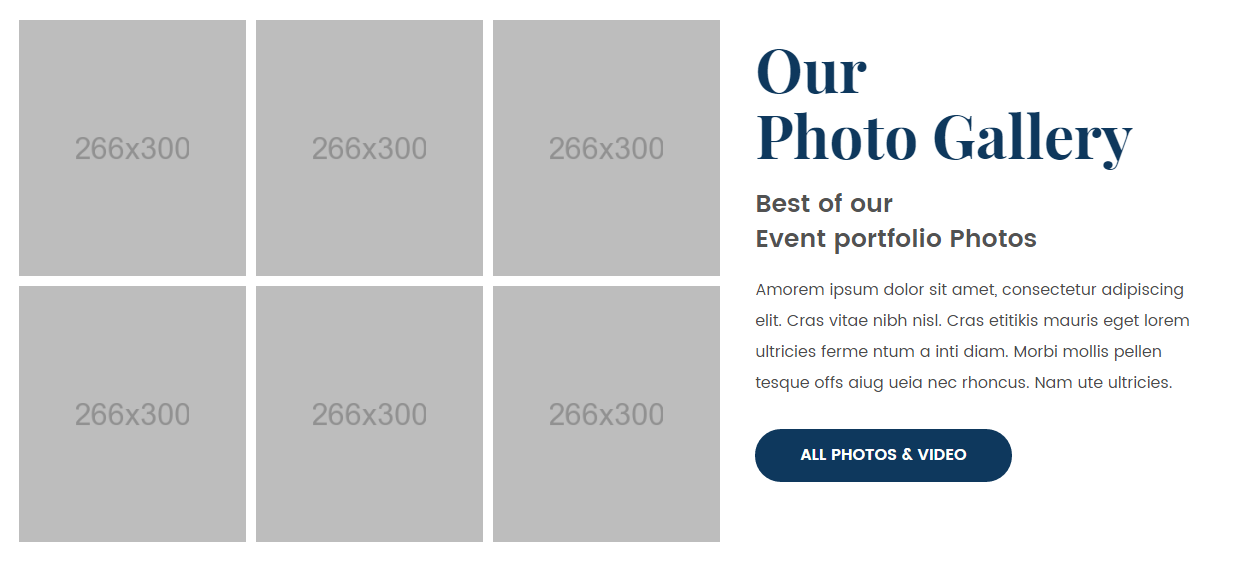 266x300
266x300
266x300
266x300
266x300
266x300
Our
Photo Gallery
Best of our
Event portfolio Photos
Amorem ipsum dolor sit amet, consectetur adipiscing
elit. Cras vitae nibh nisl. Cras etitikis mauris eget lorem
ultricies ferme ntum a inti diam. Morbi mollis pellen
tesque offs aiug ueia nec rhoncus. Nam ute ultricies.
ALL PHOTOS & VIDEO